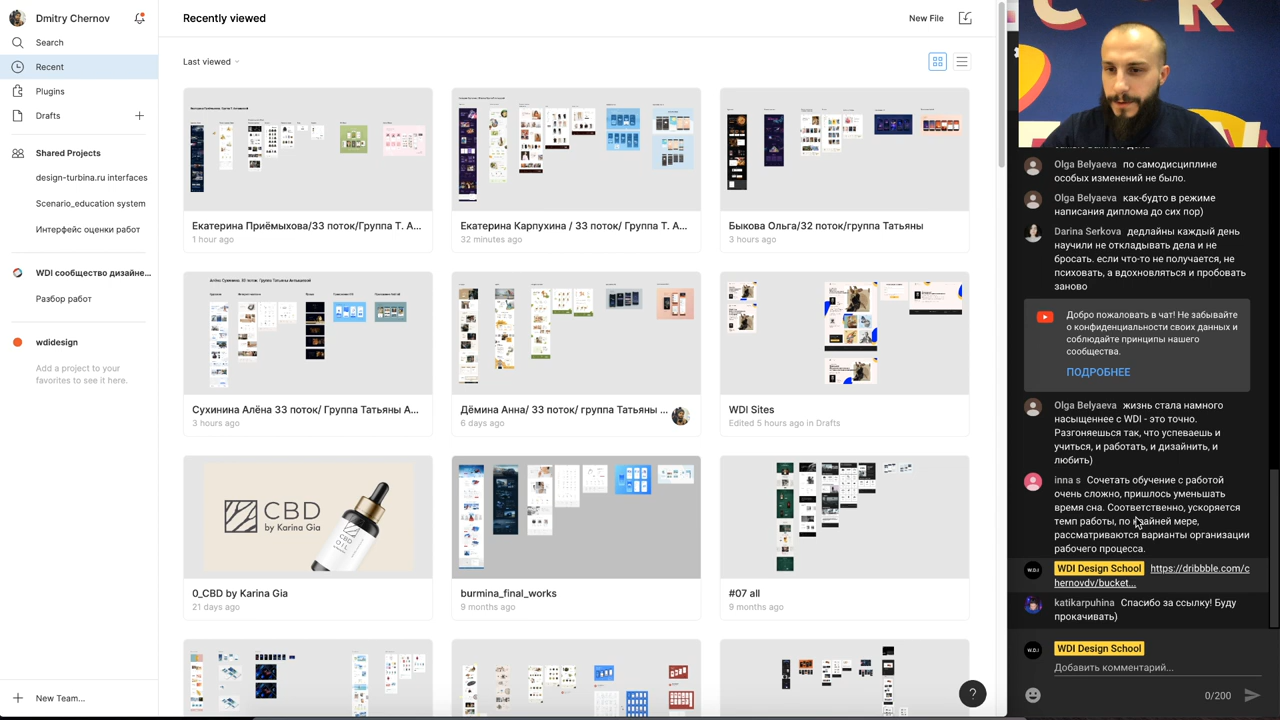 Dmitry Chernov
Search
Recent
Plugins
Drafts
Shared Projects
design-turbina.ru interfaces
Scenario_education system
Интерфейс оценки работ
WDI сообщество дизайне...
Разбор работ
wdidesign
Add a project to your
favorites to see it here.
New Team...
Recently viewed
New File
Last viewed
Екатерина Приёмыхова/33 поток/Группа Т. А...
1 hour ago
Екатерина Карпухина / 33 поток/ Группа Т. А...
32 minutes ago
Быкова Ольга/32 поток/группа Татьяны
3 hours ago
Сухинина Алёна 33 поток/ Группа Татьяны А...
3 hours ago
Дёмина Анна/ 33 поток/ группа Татьяны ...
6 days ago
WDI Sites
Edited 5 hours ago in Drafts
CBD
by Karina Gia
0_CBD by Karina Gia
21 days ago
burmina_final_works
9 months ago
#07 all
9 months ago
?
Olga Belyaeva по самодисциплине
особых изменений не было.
Olga Belyaeva как-будто в режиме
написания диплома до сих пор)
Darina Serkova дедлайны каждый день
научили не откладывать дела и не
бросать. если что-то не получается, не
психовать, а вдохновляться и пробовать
заново
Добро пожаловать в чат! Не забывайте
о конфиденциальности своих данных и
соблюдайте принципы нашего
сообщества.
ПОДРОБНЕЕ
Olga Belyaeva жизнь стала намного
насыщеннее с WDI - это точно.
Разгоняешься так, что успеваешь и
учиться, и работать, и дизайнить, и
любить)
inna s Сочетать обучение с работой
очень сложно, пришлось уменьшать
время сна. Соответственно, ускоряется
темп работы, по крайней мере,
рассматриваются варианты организации
рабочего процесса.
WDI Design School https://dribbble.com/c
hernovdv/bucket...
katikarpuhina Спасибо за ссылку! Буду
прокачивать)
WDI Design School
Добавить комментарий...
0/200